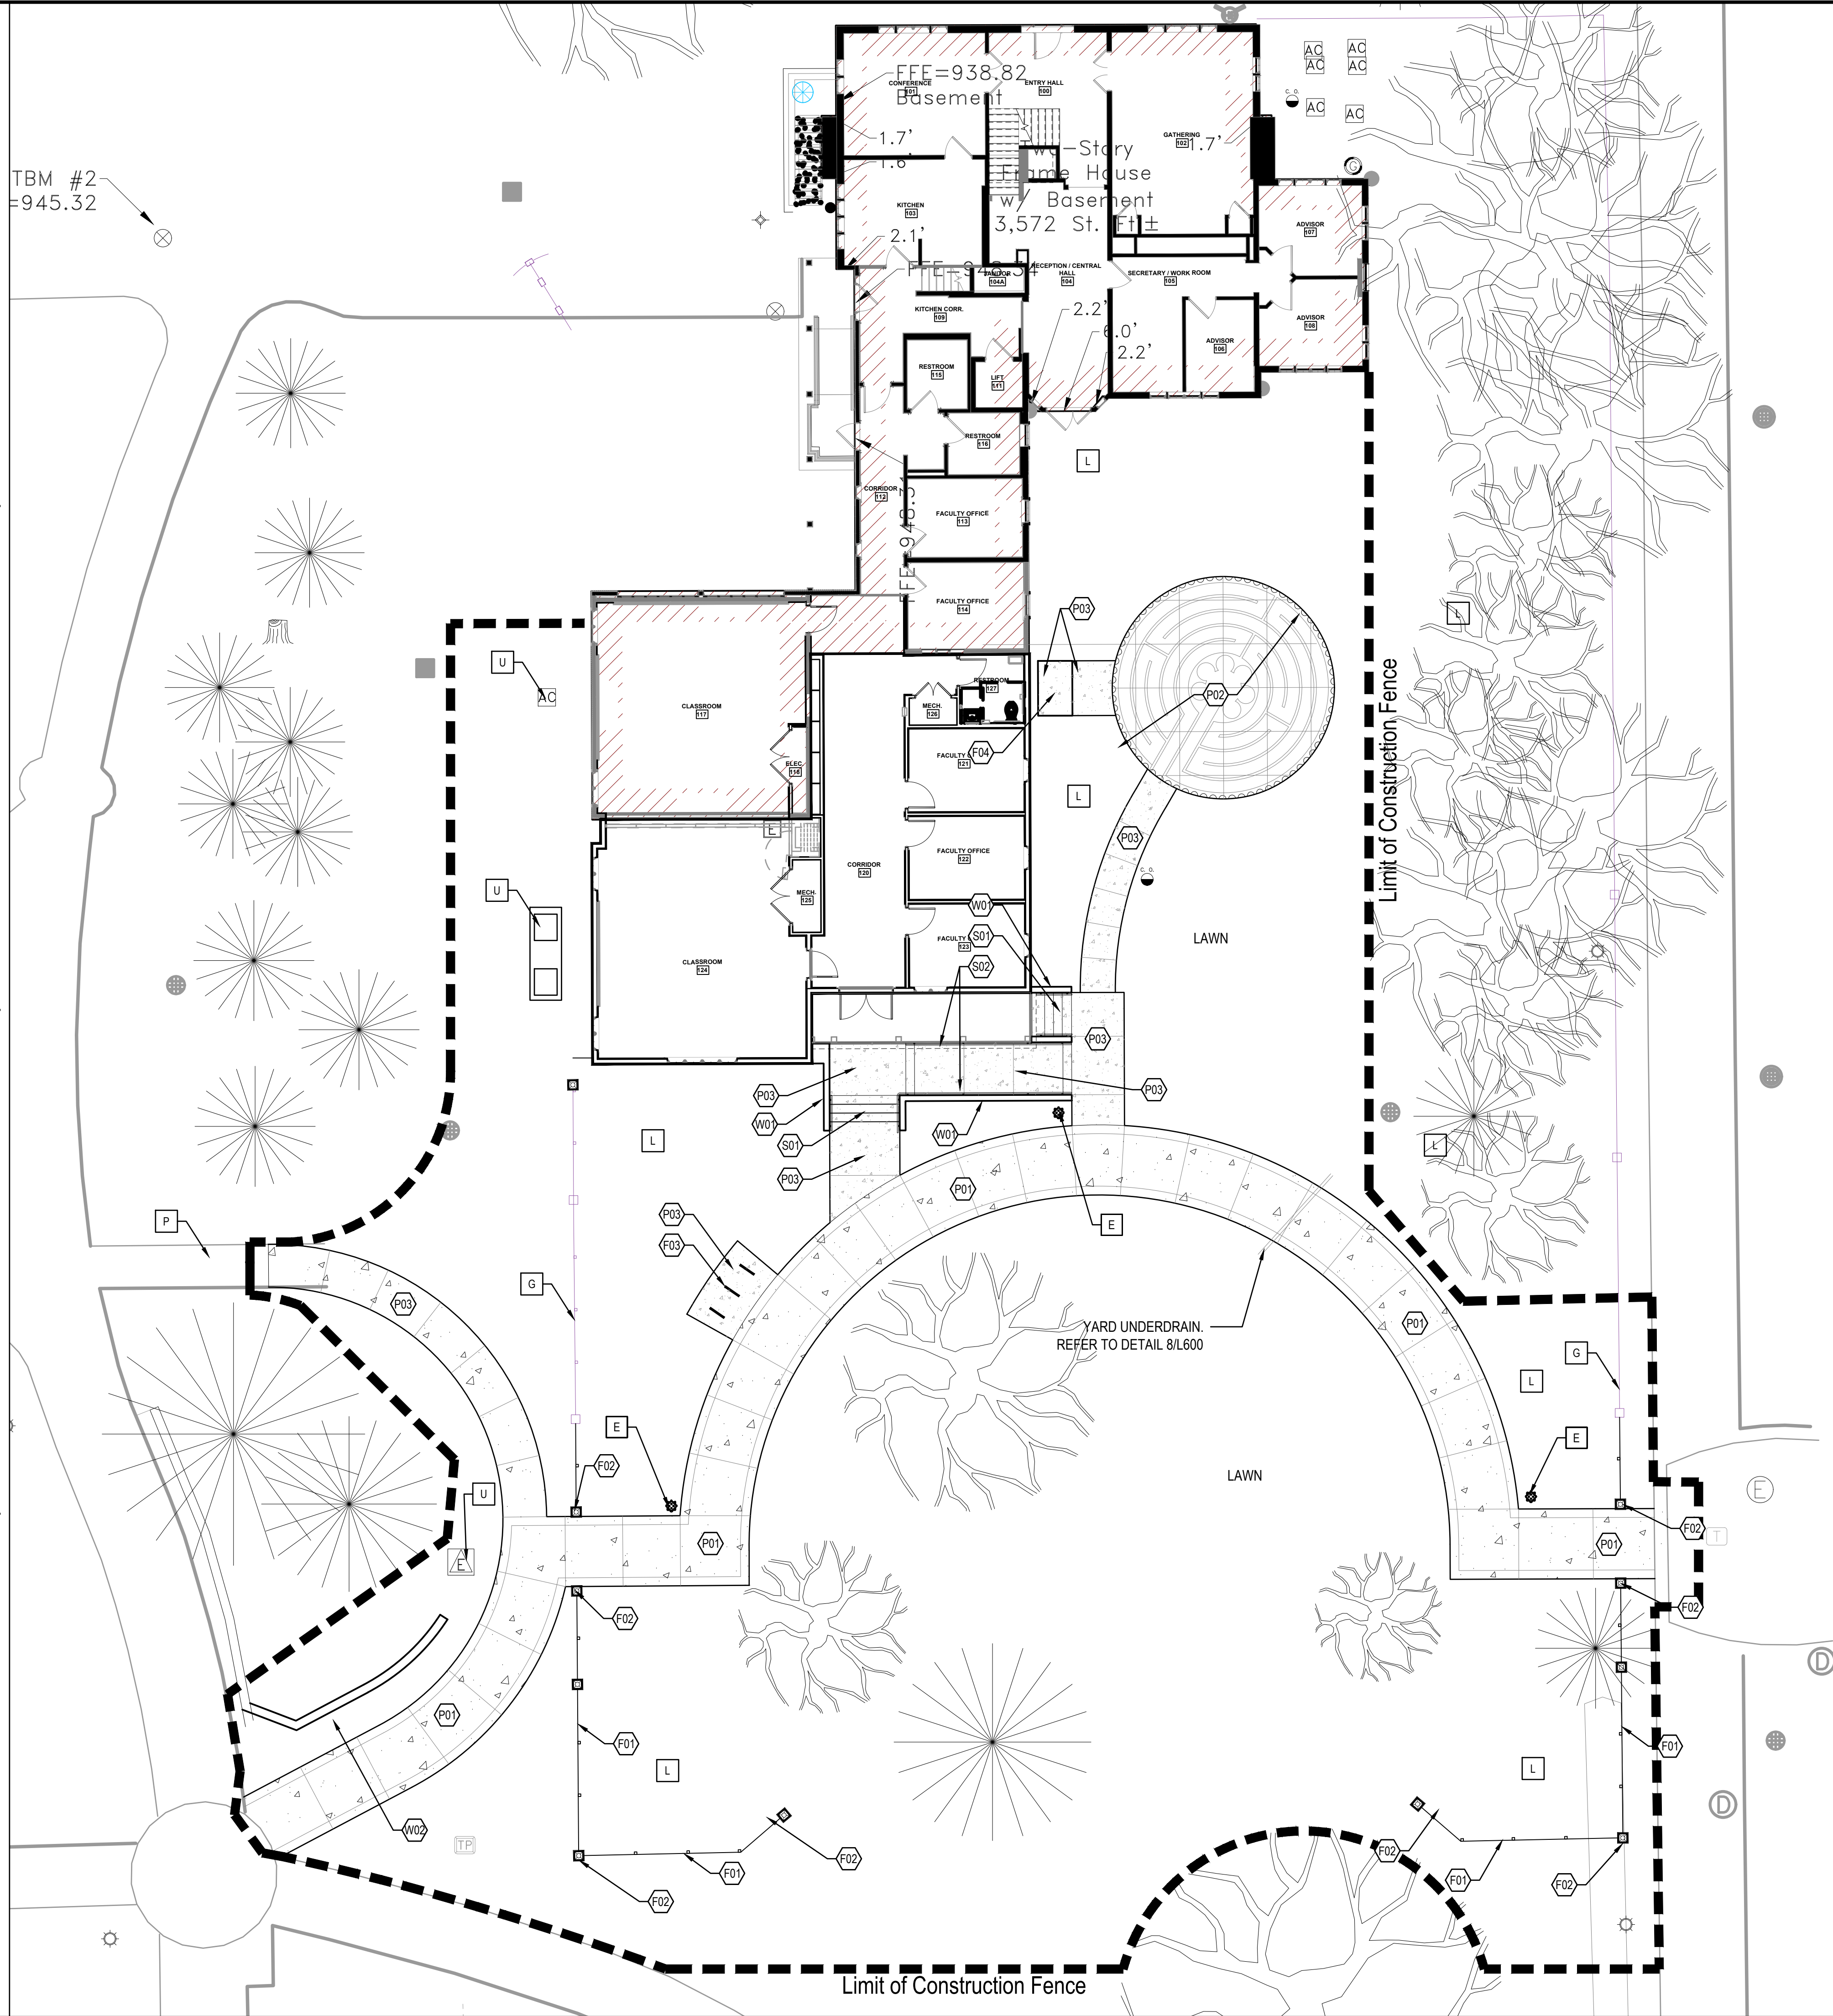 FFE=938.82
Basement
CONFERENCE
101
ENTRY HALL
100
AC
AC
AC
AC
AC
AC
C. O.
GATHERING
102
1.7'
1.7'
1.6'
Two-Story
Frame House
w/ Basement
3,572 St. Ft ±
G
TBM #2
=945.32
KITCHEN
103
2.1'
ADVISOR
107
RECEPTION / CENTRAL
HALL
104
JANITOR
104A
SECRETARY / WORK ROOM
105
KITCHEN CORR.
109
2.2'
6.0'
2.2'
ADVISOR
108
ADVISOR
106
RESTROOM
115
LIFT
111
RESTROOM
116
L
CORRIDOR
112
FACULTY OFFICE
113
FACULTY OFFICE
114
P03
L
Limit of Construction Fence
U
AC
CLASSROOM
117
RESTROOM
127
MECH.
126
P02
F04
FACULTY
121
ELEC.
116
L
E
P03
FACULTY OFFICE
122
CORRIDOR
120
C. O.
U
MECH.
125
W01
S01
S02
FACULTY
123
LAWN
CLASSROOM
124
P03
P03
P03
W01
S01
W01
L
L
P03
P01
E
P
P03
F03
G
P03
YARD UNDERDRAIN.
REFER TO DETAIL 8/L600
P01
G
L
E
F02
E
LAWN
U
E
E
F02
T
P01
P01
F02
F02
D
P01
F01
F01
L
L
W02
TP
D
F02
F01
F02
F02
F01
F02
Limit of Construction Fence